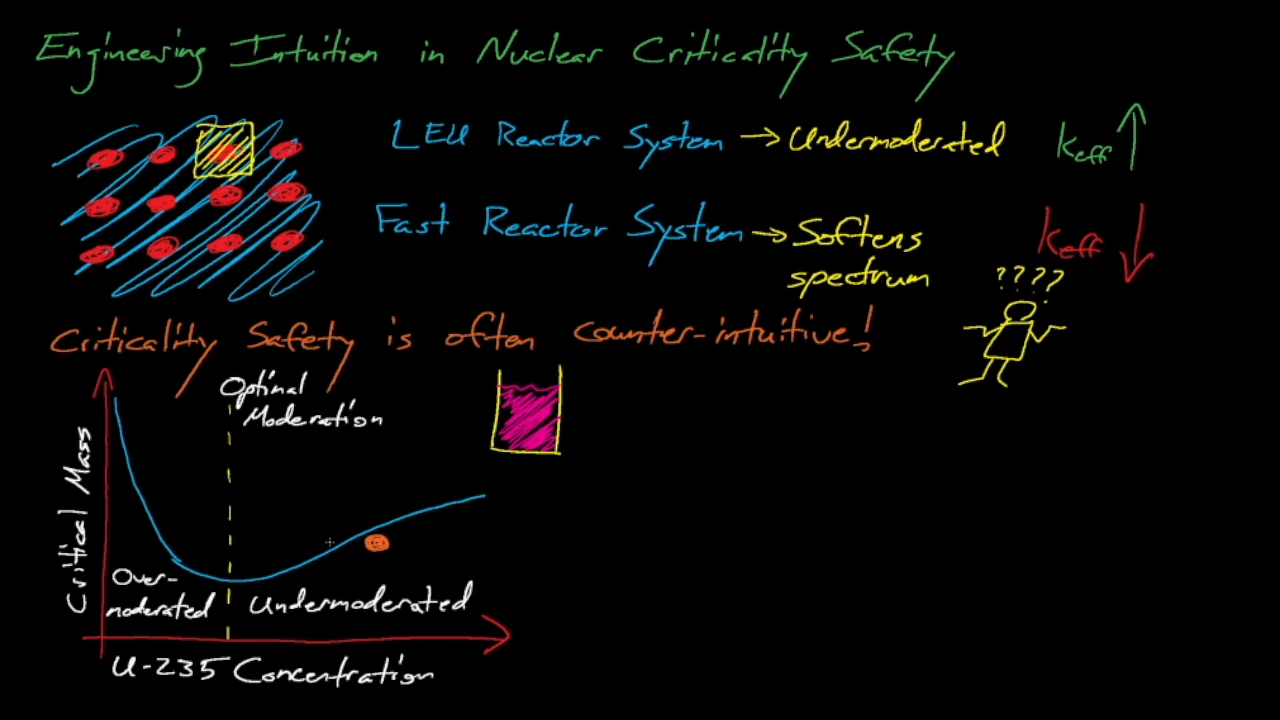 Engineering Intuition in Nuclear Criticality Safety
LEU Reactor System → Undermoderated
Keff ↑
Fast Reactor System → Softens
spectrum
Keff ↓
????
Criticality Safety is often counter-intuitive!
Optimal
Moderation
Critical Mass
Over-
moderated
Undermoderated
U-235 Concentration